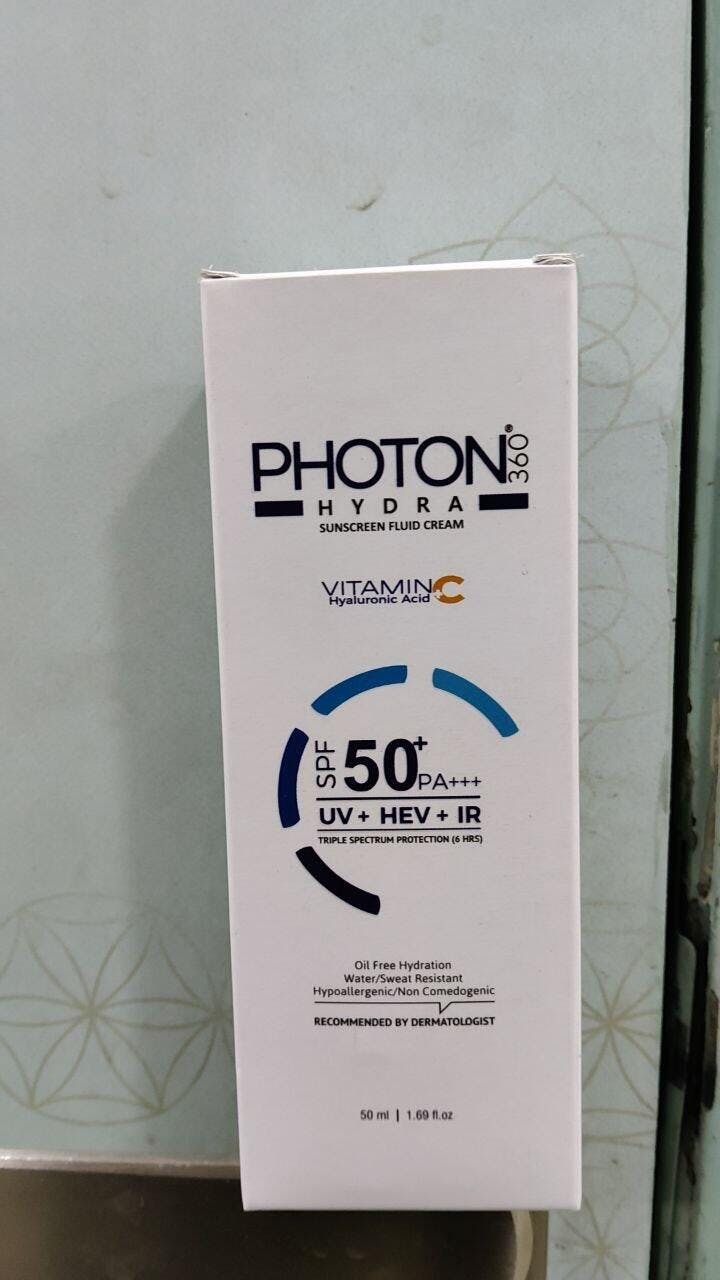 PHOTON 360®
HYDRA
SUNSCREEN FLUID CREAM
VITAMIN C
Hyaluronic Acid +
SPF 50+ PA+++
UV + HEV + IR
TRIPLE SPECTRUM PROTECTION (6 HRS)
Oil Free Hydration
Water/Sweat Resistant
Hypoallergenic/Non Comedogenic
RECOMMENDED BY DERMATOLOGIST
50 ml | 1.69 fl.oz